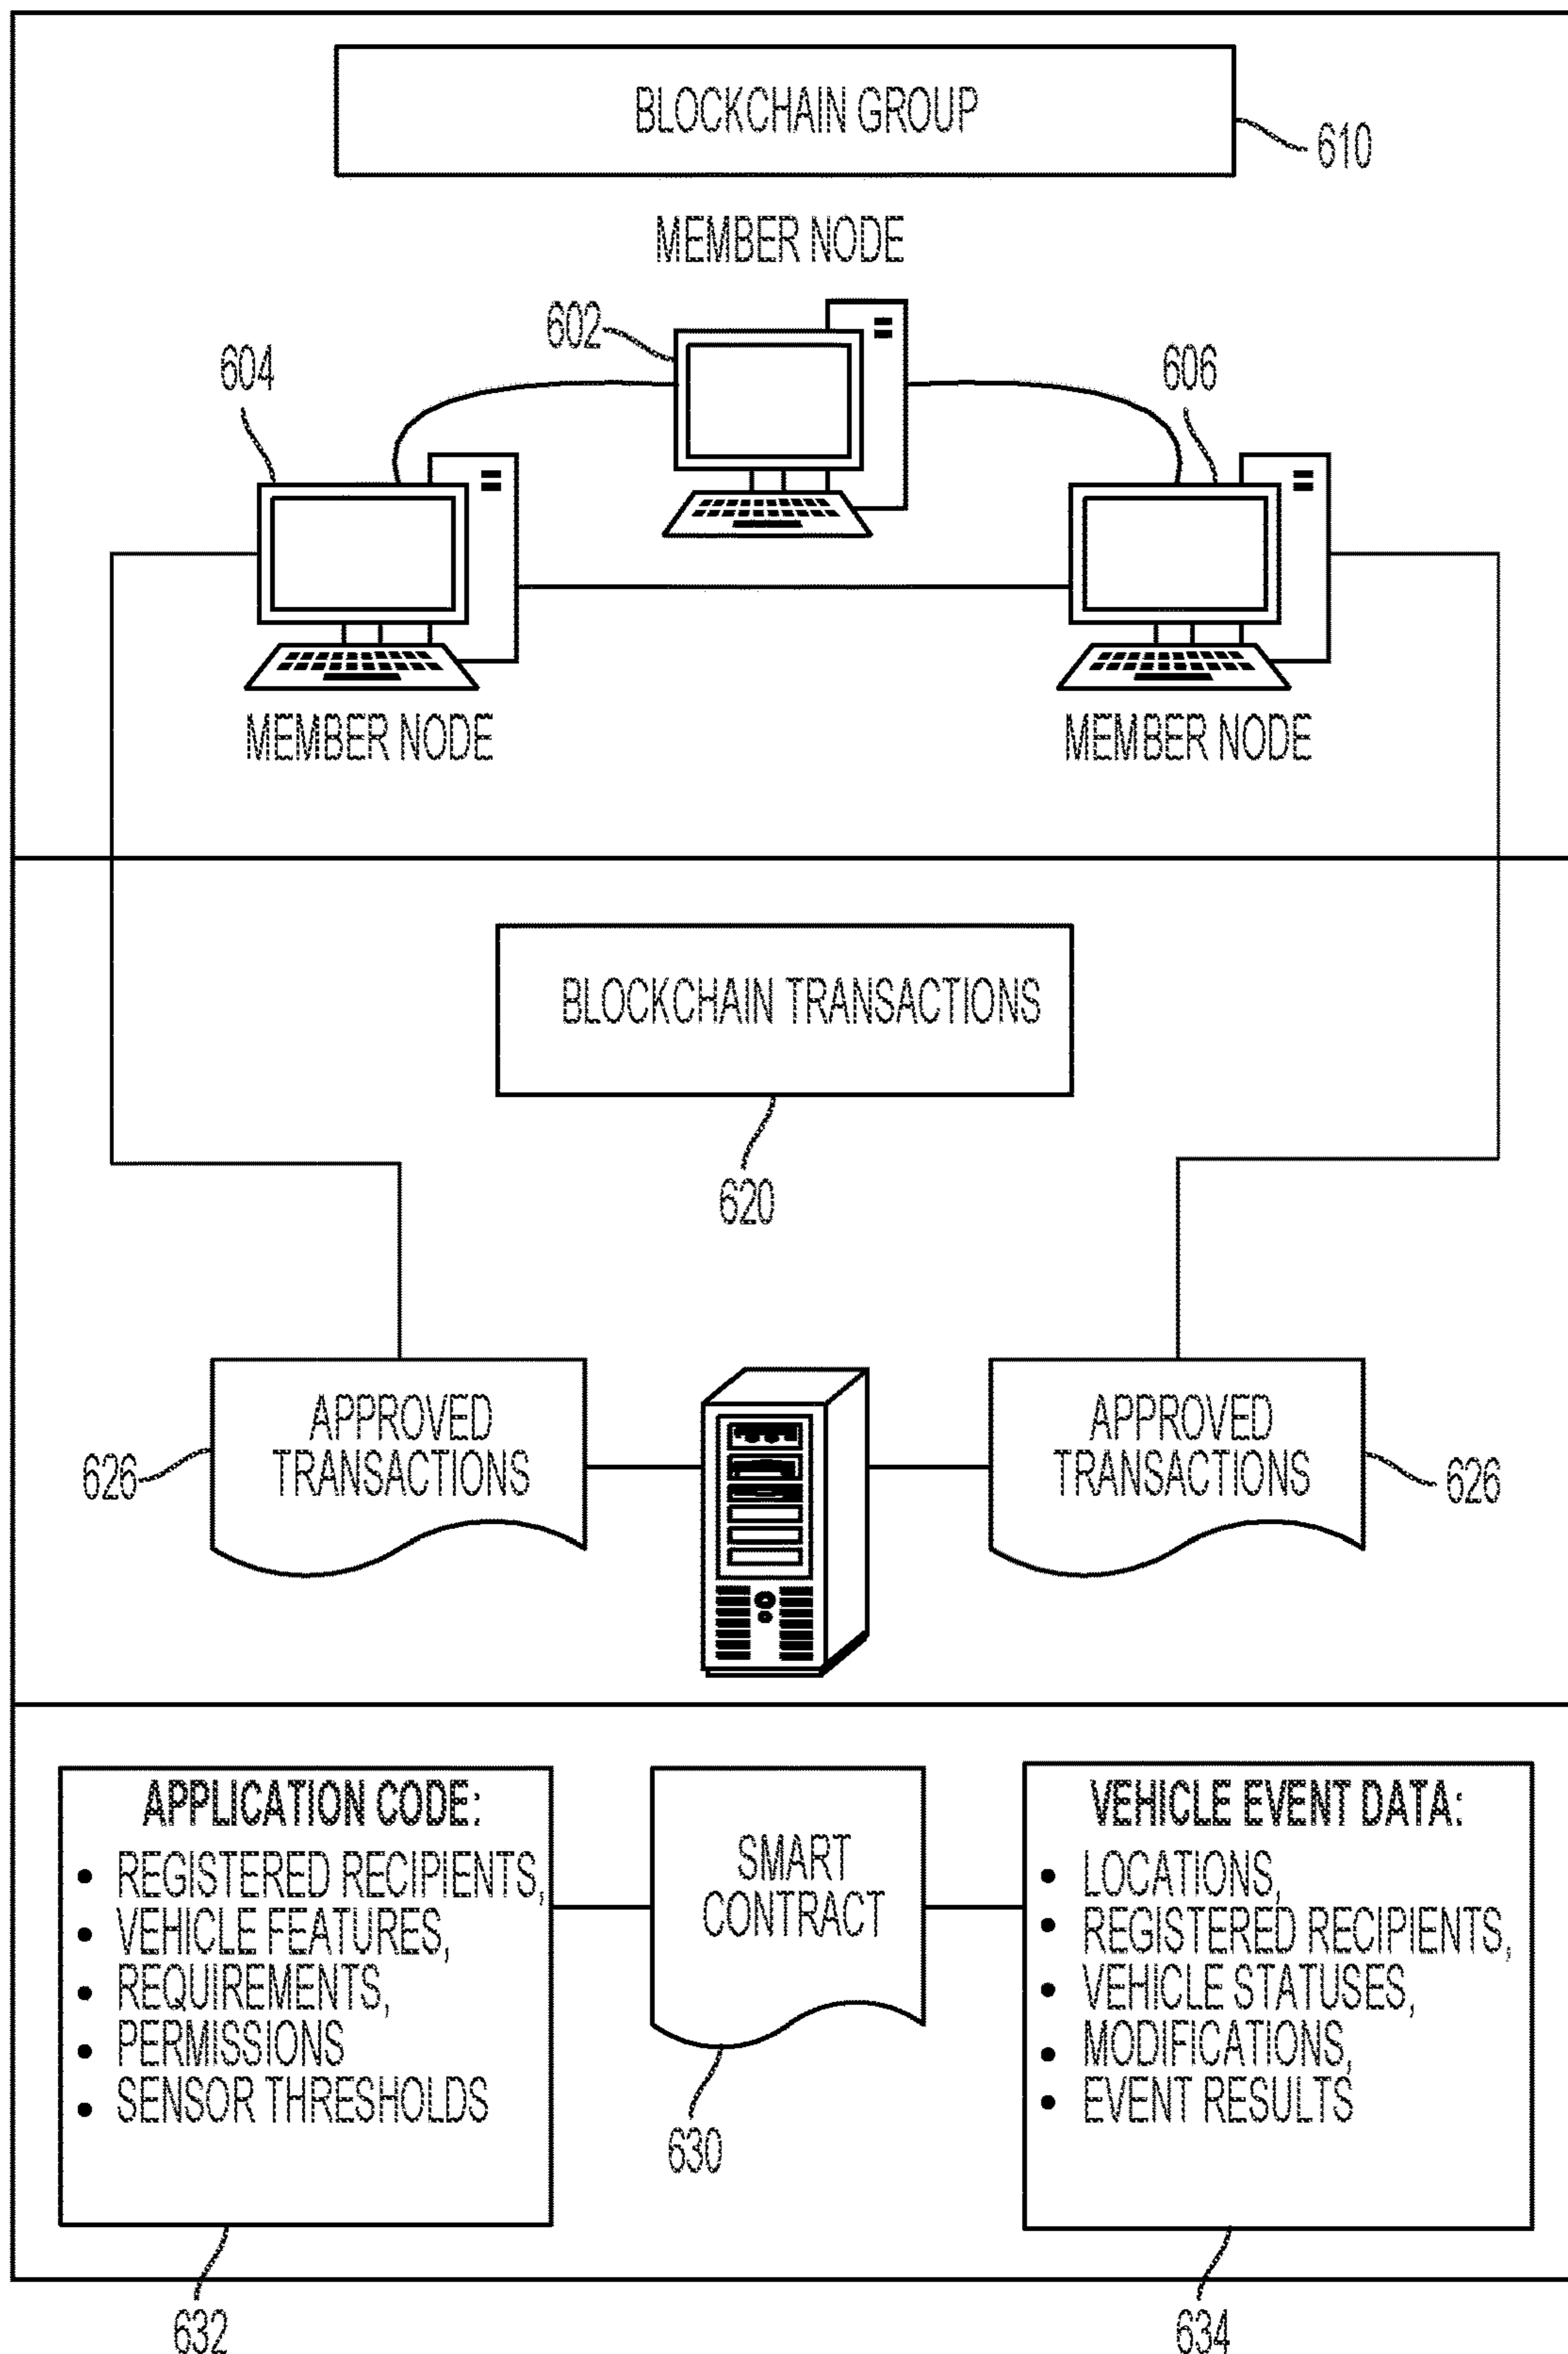 BLOCKCHAIN GROUP
610
MEMBER NODE
602
604
606
MEMBER NODE
MEMBER NODE
BLOCKCHAIN TRANSACTIONS
620
APPROVED
TRANSACTIONS
626
APPROVED
TRANSACTIONS
626
APPLICATION CODE:
• REGISTERED RECIPIENTS,
• VEHICLE FEATURES,
• REQUIREMENTS,
• PERMISSIONS
• SENSOR THRESHOLDS
632
SMART
CONTRACT
630
VEHICLE EVENT DATA:
• LOCATIONS,
• REGISTERED RECIPIENTS,
• VEHICLE STATUSES,
• MODIFICATIONS,
• EVENT RESULTS
634